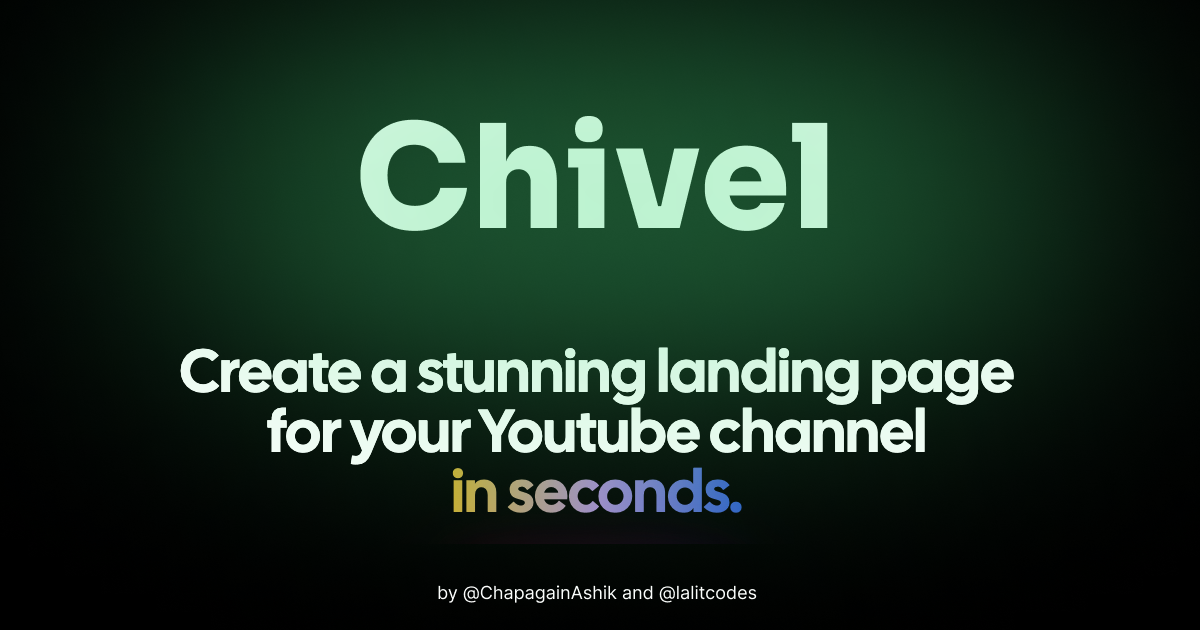 Chivel
Create a stunning landing page
for your Youtube channel
in seconds.
by @ChapagainAshik and @lalitcodes